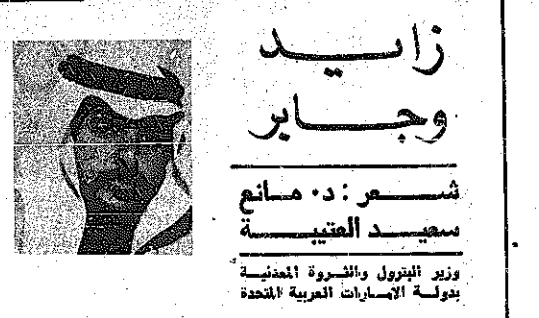 زايد
وجابر
شعر : د. مانع
سعيد العتيبة
وزير البترول والثروة المعدنية
بدولة الامارات العربية المتحدة